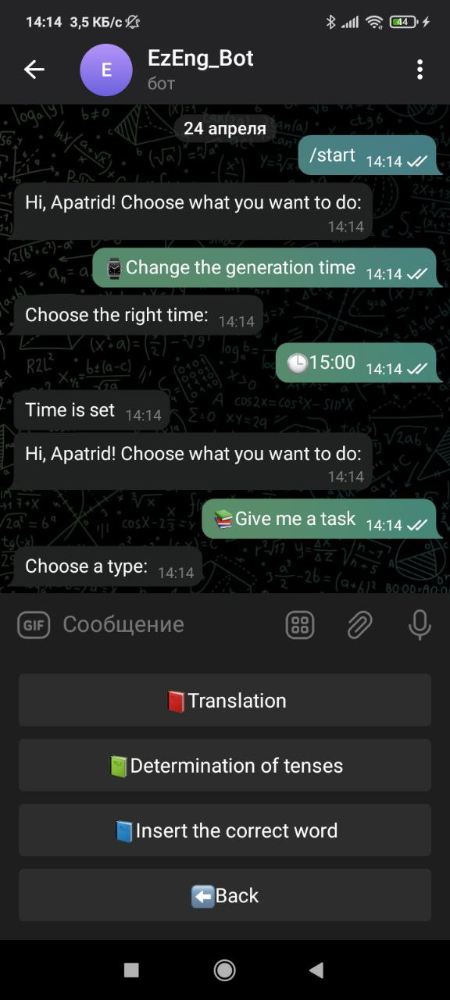 14:14 3,5 КБ/с 44
E
EzEng_Bot
бот
24 апреля
/start 14:14
Hi, Apatrid! Choose what you want to do:
14:14
Change the generation time 14:14
Choose the right time: 14:14
15:00 14:14
Time is set 14:14
Hi, Apatrid! Choose what you want to do:
14:14
Give me a task 14:14
Choose a type: 14:14
GIF Сообщение
Translation
Determination of tenses
Insert the correct word
Back